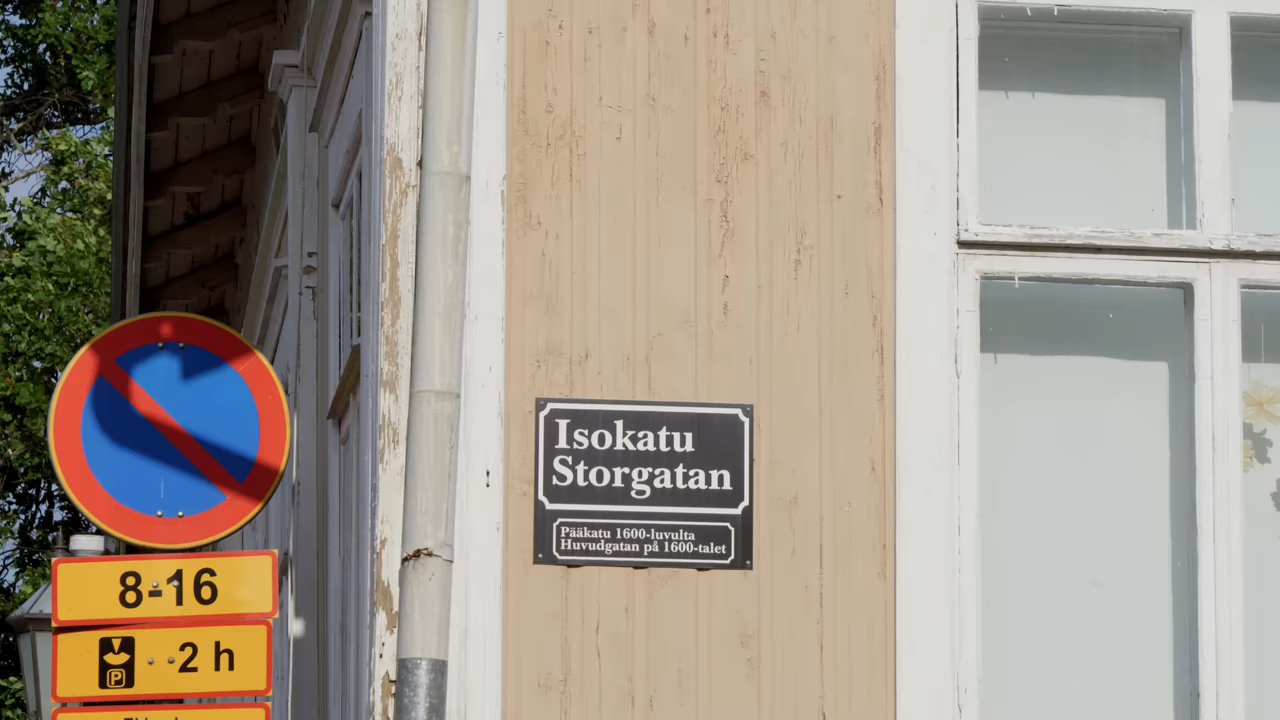 Isokatu
Storgatan
Pääkatu 1600-luvulta
Huvudgatan på 1600-talet
8-16
P
2 h